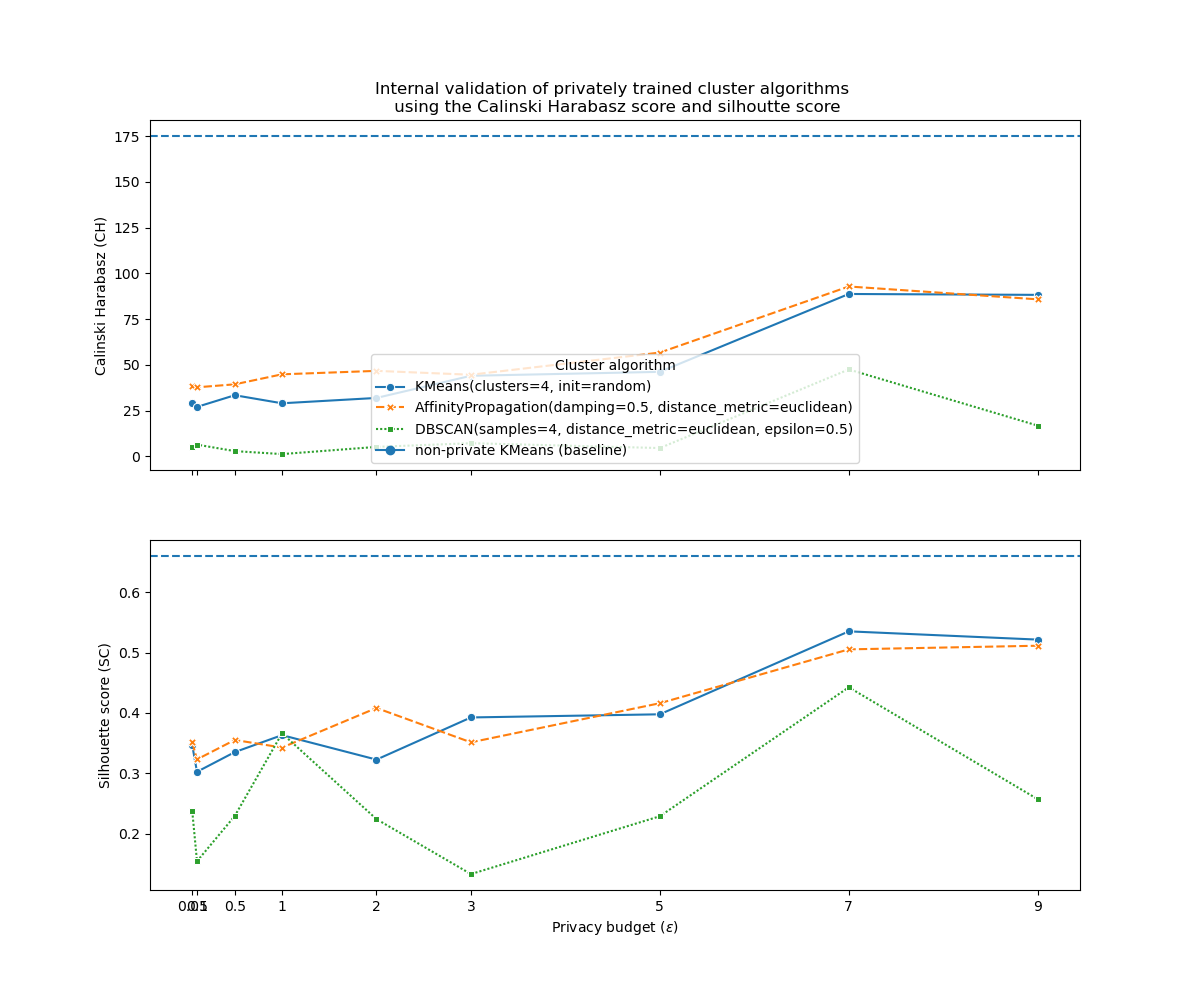 Internal validation of privately trained cluster algorithms
using the Calinski Harabasz score and silhoutte score
Calinski Harabasz (CH)
175
150
125
100
75
50
25
0
Cluster algorithm
KMeans(clusters=4, init=random)
AffinityPropagation(damping=0.5, distance_metric=euclidean)
DBSCAN(samples=4, distance_metric=euclidean, epsilon=0.5)
non-private KMeans (baseline)
Silhouette score (SC)
0.6
0.5
0.4
0.3
0.2
0.5 1 2 3 5 7 9
Privacy budget (ε)